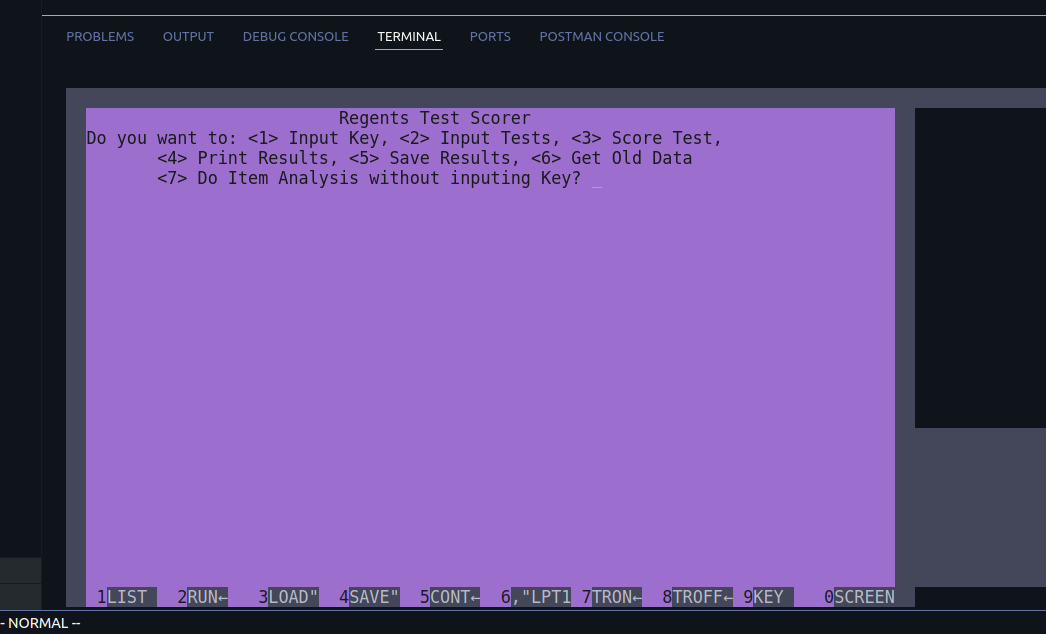 PROBLEMS OUTPUT DEBUG CONSOLE TERMINAL PORTS POSTMAN CONSOLE
Regents Test Scorer
Do you want to: <1> Input Key, <2> Input Tests, <3> Score Test,
<4> Print Results, <5> Save Results, <6> Get Old Data
<7> Do Item Analysis without inputing Key? _
1LIST 2RUN← 3LOAD" 4SAVE" 5CONT← 6,"LPT1 7TRON← 8TROFF← 9KEY 0SCREEN
- NORMAL --